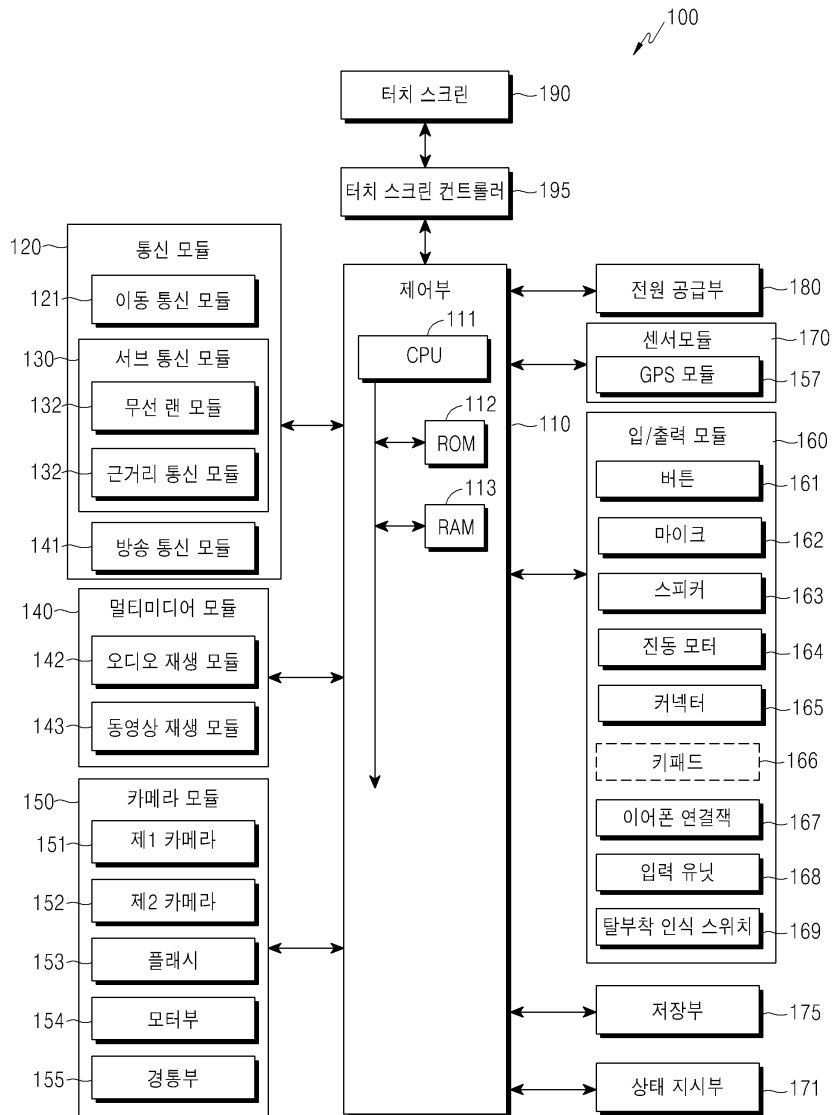 100
터치 스크린 190
터치 스크린 컨트롤러 195
120 통신 모듈
121 이동 통신 모듈
130 서브 통신 모듈
132 무선 랜 모듈
132 근거리 통신 모듈
141 방송 통신 모듈
140 멀티미디어 모듈
142 오디오 재생 모듈
143 동영상 재생 모듈
150 카메라 모듈
151 제1 카메라
152 제2 카메라
153 플래시
154 모터부
155 경통부
제어부
111
CPU
112
ROM
113
RAM
110
전원 공급부 180
센서모듈 170
GPS 모듈 157
입/출력 모듈 160
버튼 161
마이크 162
스피커 163
진동 모터 164
커넥터 165
키패드 166
이어폰 연결잭 167
입력 유닛 168
탈부착 인식 스위치 169
저장부 175
상태 지시부 171